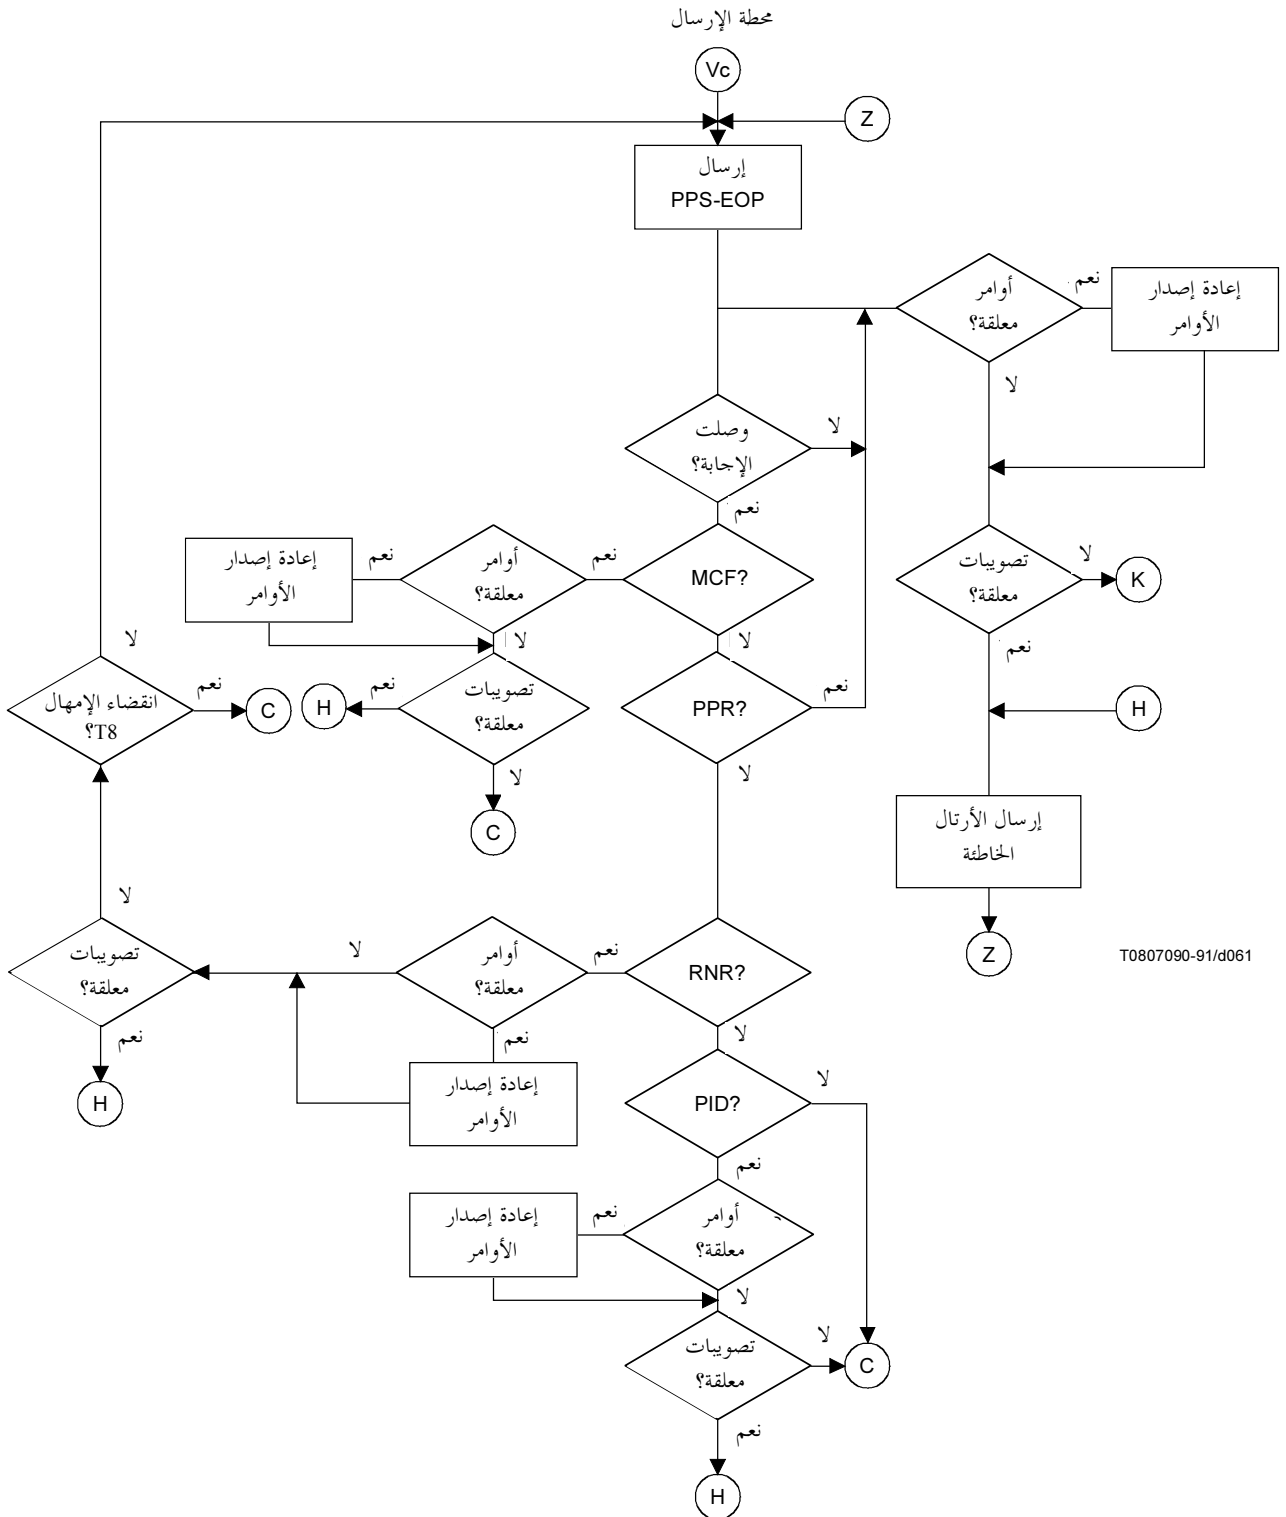 محطة الإرسال
Vc
Z
إرسال
PPS-EOP
أوامر
معلقة؟
نعم
إعادة إصدار
الأوامر
لا
وصلت
الإجابة؟
لا
نعم
MCF?
نعم
أوامر
معلقة؟
نعم
إعادة إصدار
الأوامر
لا
تصويبات
معلقة؟
لا
K
نعم
لا
PPR?
نعم
لا
تصويبات
معلقة؟
نعم
H
لا
C
لا
انقضاء الإمهال
T8؟
نعم
C
H
إرسال الأرتال
الخاطئة
Z
T0807090-91/d061
RNR?
نعم
أوامر
معلقة؟
لا
تصويبات
معلقة؟
لا
نعم
H
نعم
إعادة إصدار
الأوامر
لا
PID?
لا
نعم
أوامر
معلقة؟
نعم
إعادة إصدار
الأوامر
لا
تصويبات
معلقة؟
لا
C
نعم
H